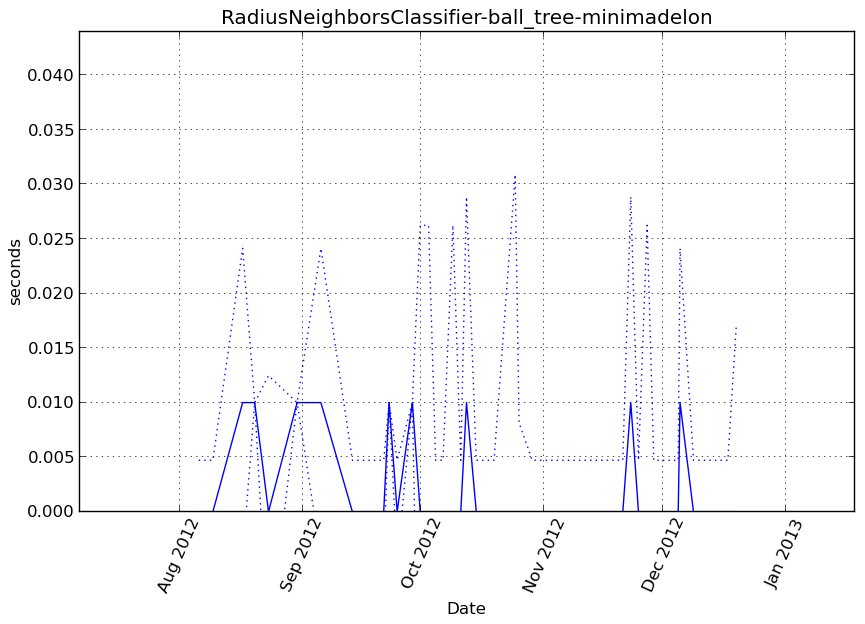 RadiusNeighborsClassifier-ball_tree-minimadelon
0.040
0.035
0.030
0.025
0.020
0.015
0.010
0.005
0.000
seconds
Aug 2012
Sep 2012
Oct 2012
Nov 2012
Dec 2012
Jan 2013
Date